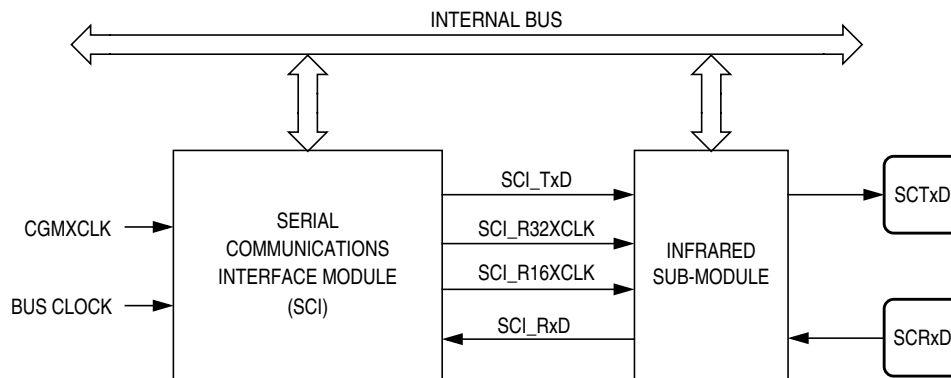 INTERNAL BUS
SCI_TxD
SCTxD
CGMXCLK
SERIAL
COMMUNICATIONS
INTERFACE MODULE
(SCI)
SCI_R32XCLK
INFRARED
SUB-MODULE
SCI_R16XCLK
BUS CLOCK
SCI_RxD
SCRxD